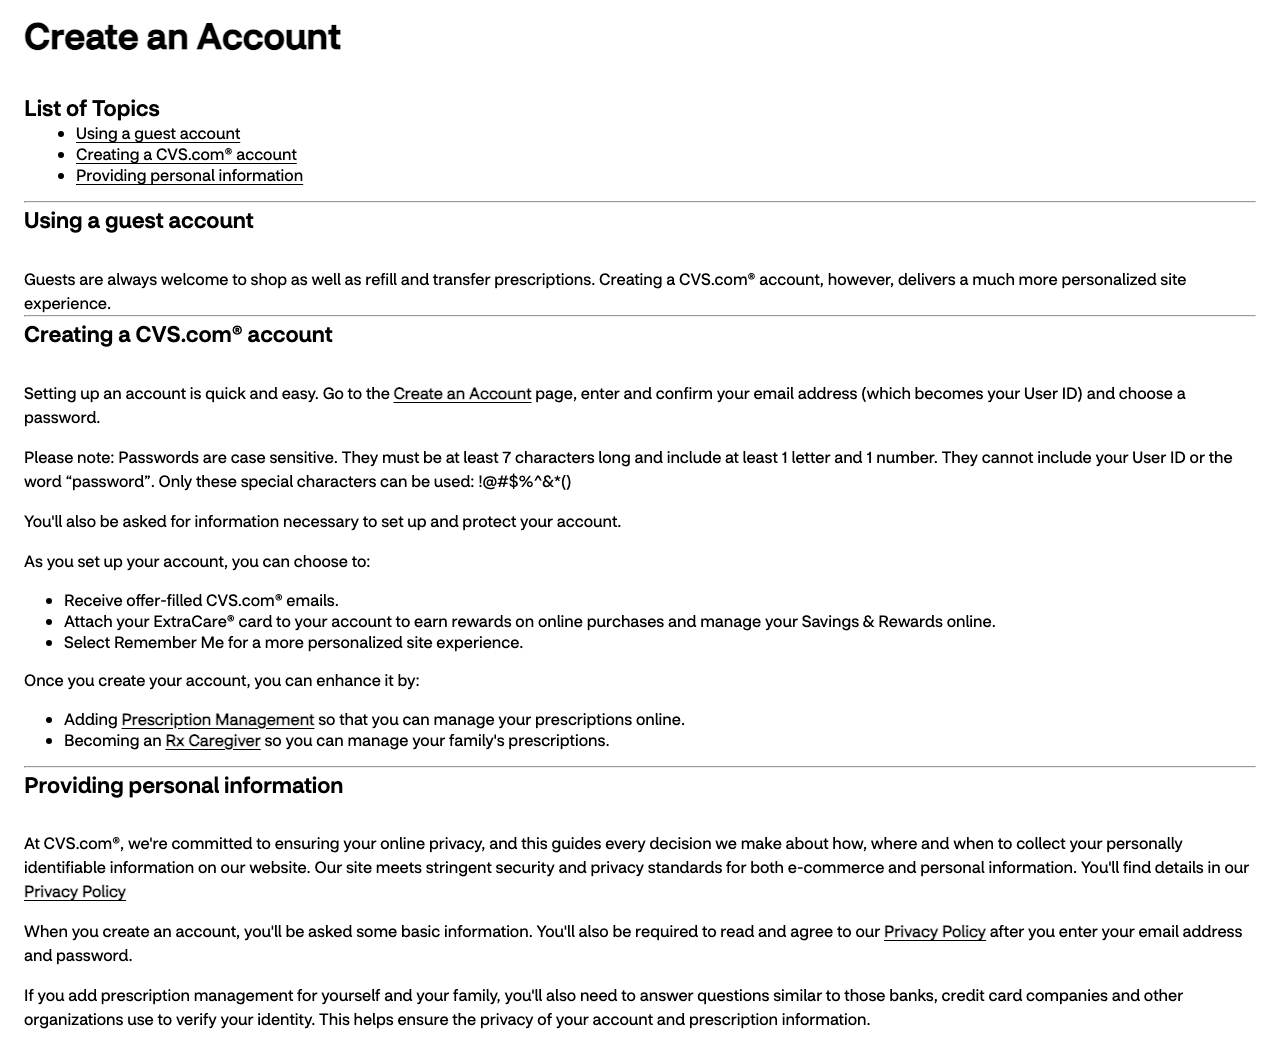 Create an Account
List of Topics
Using a guest account
Creating a CVS.com® account
Providing personal information
Using a guest account
Guests are always welcome to shop as well as refill and transfer prescriptions. Creating a CVS.com® account, however, delivers a much more personalized site
experience.
Creating a CVS.com® account
Setting up an account is quick and easy. Go to the Create an Account page, enter and confirm your email address (which becomes your User ID) and choose a
password.
Please note: Passwords are case sensitive. They must be at least 7 characters long and include at least 1 letter and 1 number. They cannot include your User ID or the
word “password”. Only these special characters can be used: !@#$%^&*()
You'll also be asked for information necessary to set up and protect your account.
As you set up your account, you can choose to:
Receive offer-filled CVS.com® emails.
Attach your ExtraCare® card to your account to earn rewards on online purchases and manage your Savings & Rewards online.
Select Remember Me for a more personalized site experience.
Once you create your account, you can enhance it by:
Adding Prescription Management so that you can manage your prescriptions online.
Becoming an Rx Caregiver so you can manage your family's prescriptions.
Providing personal information
At CVS.com®, we're committed to ensuring your online privacy, and this guides every decision we make about how, where and when to collect your personally
identifiable information on our website. Our site meets stringent security and privacy standards for both e-commerce and personal information. You'll find details in our
Privacy Policy
When you create an account, you'll be asked some basic information. You'll also be required to read and agree to our Privacy Policy after you enter your email address
and password.
If you add prescription management for yourself and your family, you'll also need to answer questions similar to those banks, credit card companies and other
organizations use to verify your identity. This helps ensure the privacy of your account and prescription information.